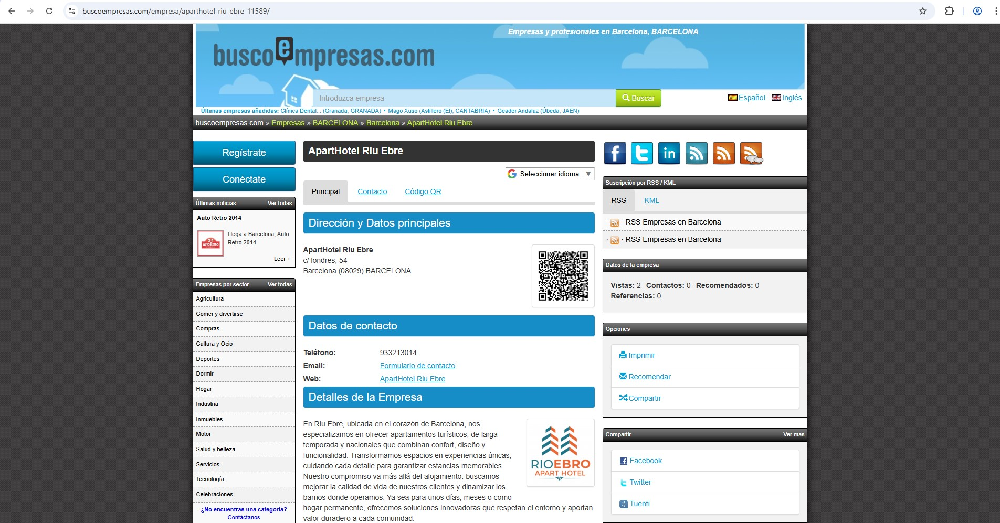 buscoempresas.com/empresa/aparthotel-riu-ebre-11589/
Empresas y profesionales en Barcelona, BARCELONA
buscoempresas.com
Introduzca empresa
Buscar
Español
Inglés
Últimas empresas añadidas: Clínica Dental... (Granada, GRANADA) • Mago Xuso (Astillero (El), CANTABRIA) • Geader Andaluz (Úbeda, JAEN)
buscoempresas.com » Empresas » BARCELONA » Barcelona » ApartHotel Riu Ebre
Regístrate
Conéctate
Últimas noticias
Ver todas
Auto Retro 2014
31
AUTO RETRO
Llega a Barcelona, Auto
Retro 2014
Leer +
Empresas por sector
Ver todas
Agricultura
Comer y divertirse
Compras
Cultura y Ocio
Deportes
Dormir
Hogar
Industria
Inmuebles
Motor
Salud y belleza
Servicios
Tecnología
Celebraciones
¿No encuentras una categoría?
Contáctanos
ApartHotel Riu Ebre
Seleccionar idioma
▼
Principal
Contacto
Código QR
Dirección y Datos principales
ApartHotel Riu Ebre
c/ londres, 54
Barcelona (08029) BARCELONA
Datos de contacto
Teléfono: 933213014
Email: Formulario de contacto
Web: ApartHotel Riu Ebre
Detalles de la Empresa
En Riu Ebre, ubicada en el corazón de Barcelona, nos
especializamos en ofrecer apartamentos turísticos, de larga
temporada y nacionales que combinan confort, diseño y
funcionalidad. Transformamos espacios en experiencias únicas,
cuidando cada detalle para garantizar estancias memorables.
Nuestro compromiso va más allá del alojamiento: buscamos
mejorar la calidad de vida de nuestros clientes y dinamizar los
barrios donde operamos. Ya sea para unos días, meses o como
hogar permanente, ofrecemos soluciones innovadoras que respetan el entorno y aportan
valor duradero a cada comunidad.
RIOEBRO
APART HOTEL
Suscripción por RSS / KML
RSS
KML
· · RSS Empresas en Barcelona
· · RSS Empresas en Barcelona
Datos de la empresa
Vistas: 2 Contactos: 0 Recomendados: 0
Referencias: 0
Opciones
Imprimir
Recomendar
Compartir
Compartir
Ver mas
Facebook
Twitter
Tuenti